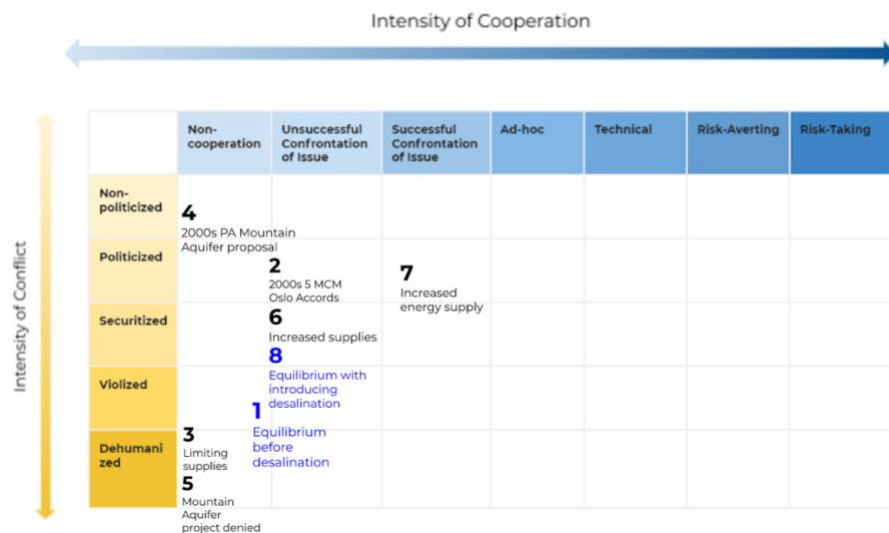 Intensity of Cooperation
Intensity of Conflict
Non-
cooperation
Unsuccessful
Confrontation
of Issue
Successful
Confrontation
of Issue
Ad-hoc
Technical
Risk-Averting
Risk-Taking
Non-
politicized
4
2000s PA Mountain
Aquifer proposal
Politicized
2
2000s 5 MCM
Oslo Accords
7
Increased
energy supply
Securitized
6
Increased supplies
8
Equilibrium with
introducing
desalination
Violized
1
Equilibrium
before
desalination
Dehumani
zed
3
Limiting
supplies
5
Mountain
Aquifer
project denied